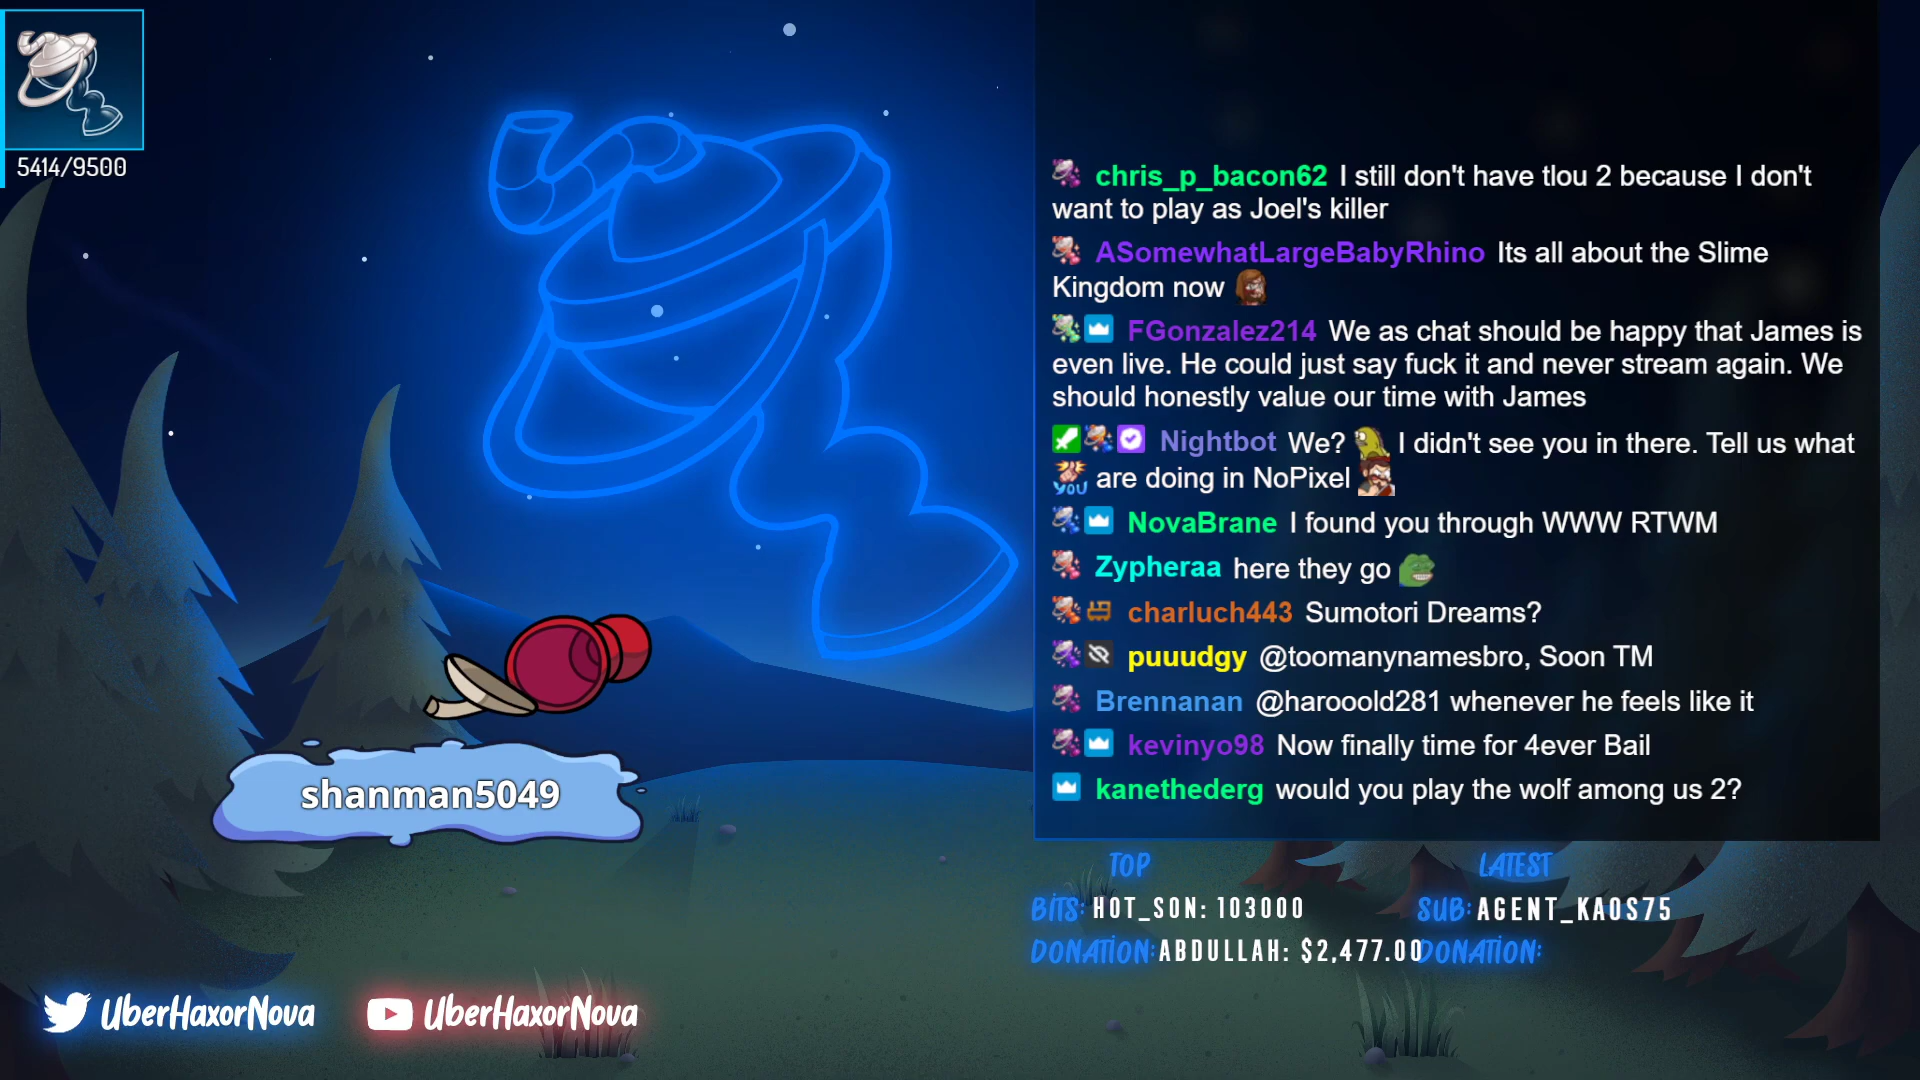 5414/9500
chris_p_bacon62 I still don't have tlou 2 because I don't
want to play as Joel's killer
ASomewhatLargeBabyRhino Its all about the Slime
Kingdom now
FGonzalez214 We as chat should be happy that James is
even live. He could just say fuck it and never stream again. We
should honestly value our time with James
Nightbot We? I didn't see you in there. Tell us what
YOU are doing in NoPixel
NovaBrane I found you through WWW RTWM
Zypheraa here they go
charluch443 Sumotori Dreams?
puuudgy @toomanynamesbro, Soon TM
Brennanan @harooold281 whenever he feels like it
kevinyo98 Now finally time for 4ever Bail
kanethederg would you play the wolf among us 2?
shanman5049
TOP
BITS: HOT_SON: 103000
DONATION: ABDULLAH: $2,477.00
LATEST
SUB: AGENT_KAOS75
DONATION:
UberHaxorNova
UberHaxorNova